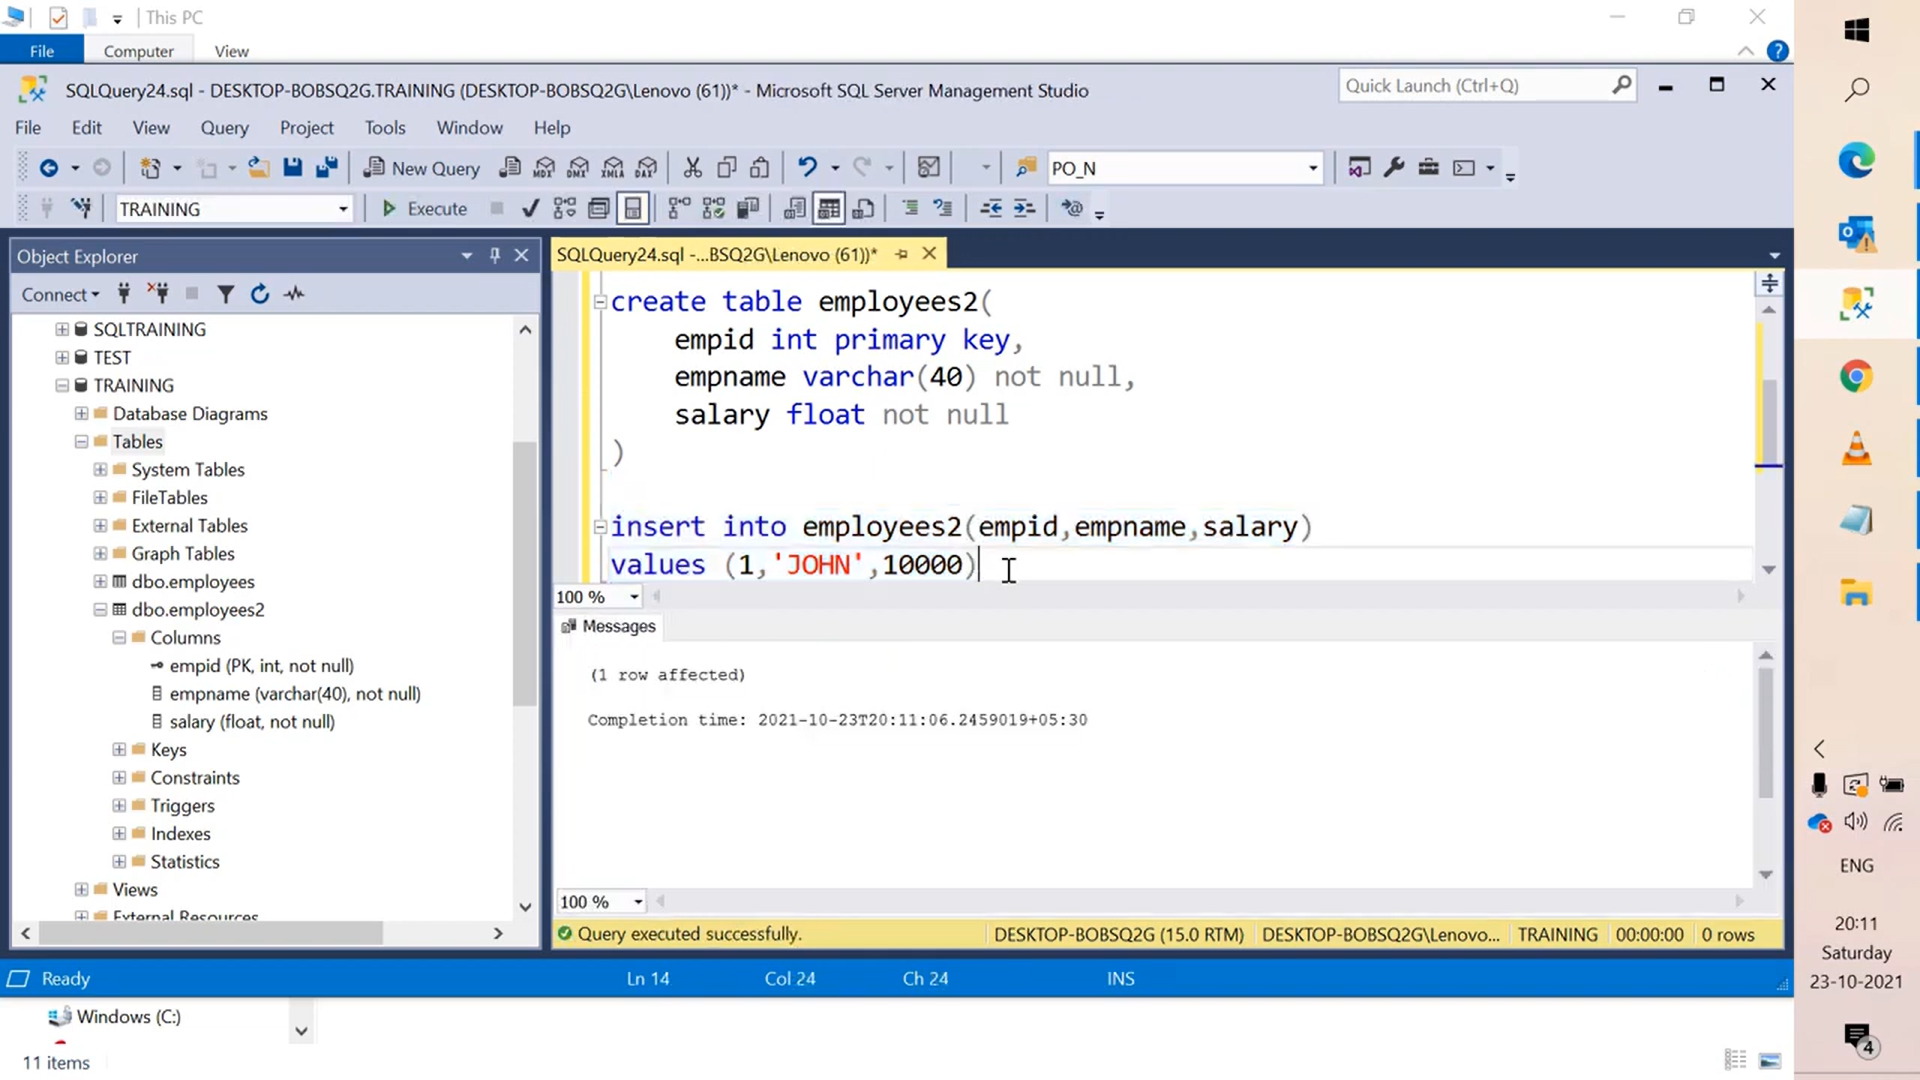 This PC
File
Computer
View
SQLQuery24.sql - DESKTOP-BOBSQ2G.TRAINING (DESKTOP-BOBSQ2G\Lenovo (61))* - Microsoft SQL Server Management Studio
Quick Launch (Ctrl+Q)
File Edit View Query Project Tools Window Help
New Query
MDX
DMX
XMLA
DAX
PO_N
TRAINING
Execute
Object Explorer
Connect
SQLTRAINING
TEST
TRAINING
Database Diagrams
Tables
System Tables
FileTables
External Tables
Graph Tables
dbo.employees
dbo.employees2
Columns
empid (PK, int, not null)
empname (varchar(40), not null)
salary (float, not null)
Keys
Constraints
Triggers
Indexes
Statistics
Views
External Resources
SQLQuery24.sql -...BSQ2G\Lenovo (61))*
create table employees2(
empid int primary key,
empname varchar(40) not null,
salary float not null
)
insert into employees2(empid,empname,salary)
values (1,'JOHN',10000)
100 %
Messages
(1 row affected)
Completion time: 2021-10-23T20:11:06.2459019+05:30
100 %
Query executed successfully.
DESKTOP-BOBSQ2G (15.0 RTM)
DESKTOP-BOBSQ2G\Lenovo...
TRAINING
00:00:00
0 rows
Ready
Ln 14
Col 24
Ch 24
INS
Windows (C:)
11 items
ENG
20:11
Saturday
23-10-2021
4